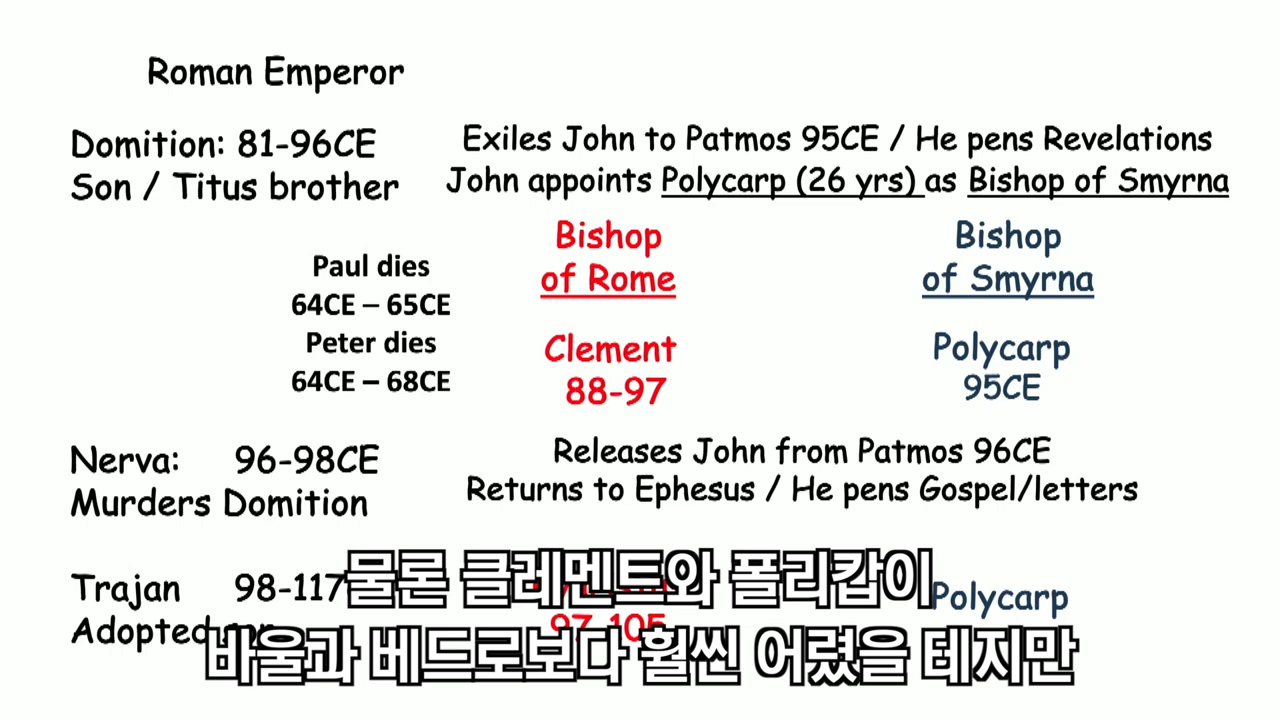 Roman Emperor
Domition: 81-96CE
Son / Titus brother
Exiles John to Patmos 95CE / He pens Revelations
John appoints Polycarp (26 yrs) as Bishop of Smyrna
Bishop
of Rome
Bishop
of Smyrna
Paul dies
64CE – 65CE
Peter dies
64CE – 68CE
Clement
88-97
Polycarp
95CE
Nerva: 96-98CE
Murders Domition
Releases John from Patmos 96CE
Returns to Ephesus / He pens Gospel/letters
Trajan 98-117
Adopted
97-105
Polycarp
물론 클레멘트와 폴리캅이
바울과 베드로보다 훨씬 어렸을 테지만